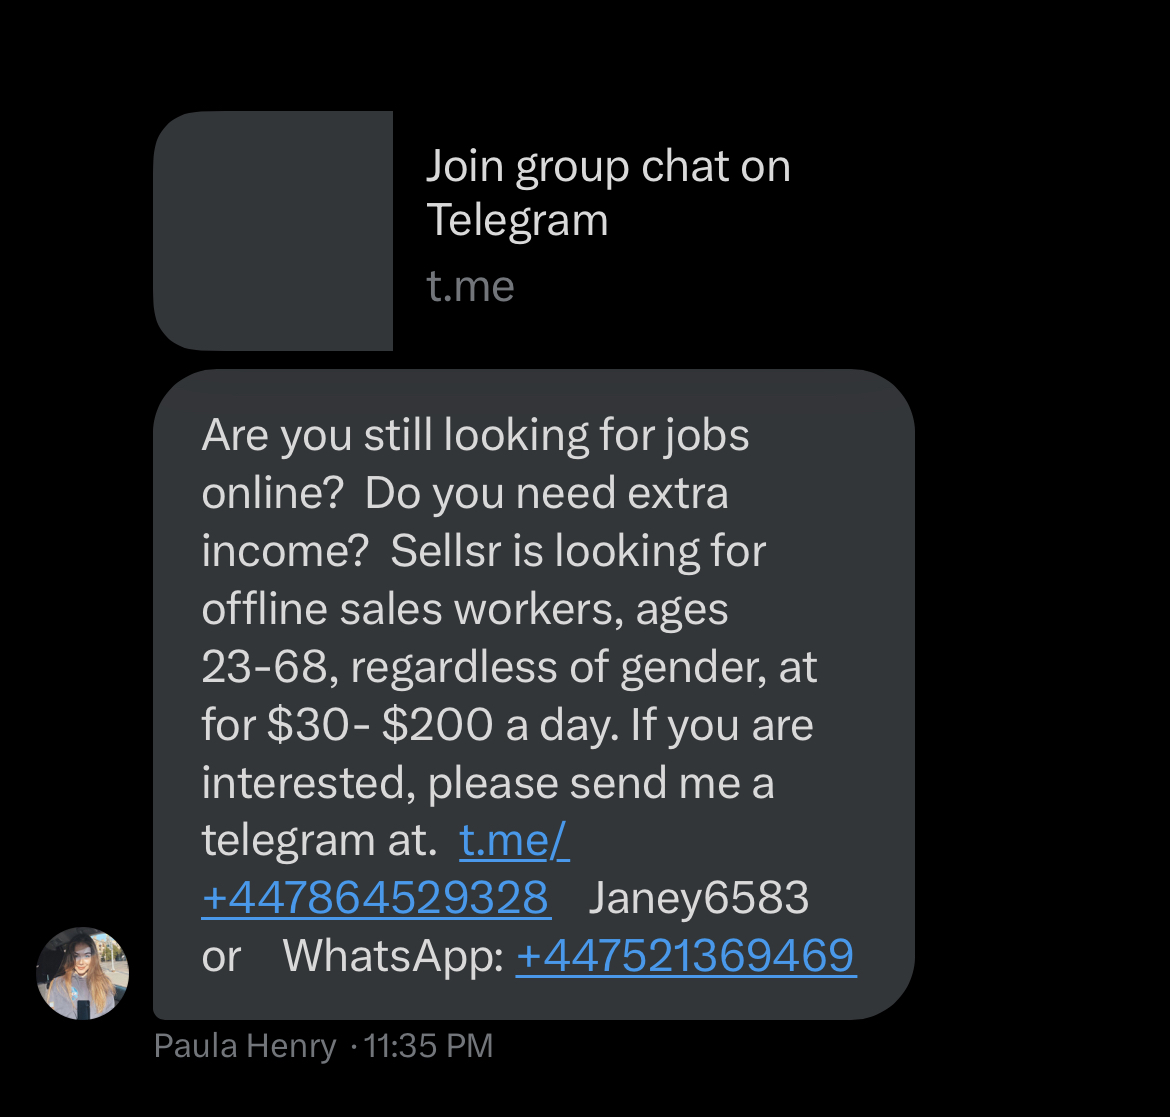 Join group chat on
Telegram
t.me
Are you still looking for jobs
online?  Do you need extra
income?  Sellsr is looking for
offline sales workers, ages
23-68, regardless of gender, at
for $30- $200 a day. If you are
interested, please send me a
telegram at.  t.me/
+447864529328    Janey6583
or    WhatsApp: +447521369469
Paula Henry · 11:35 PM